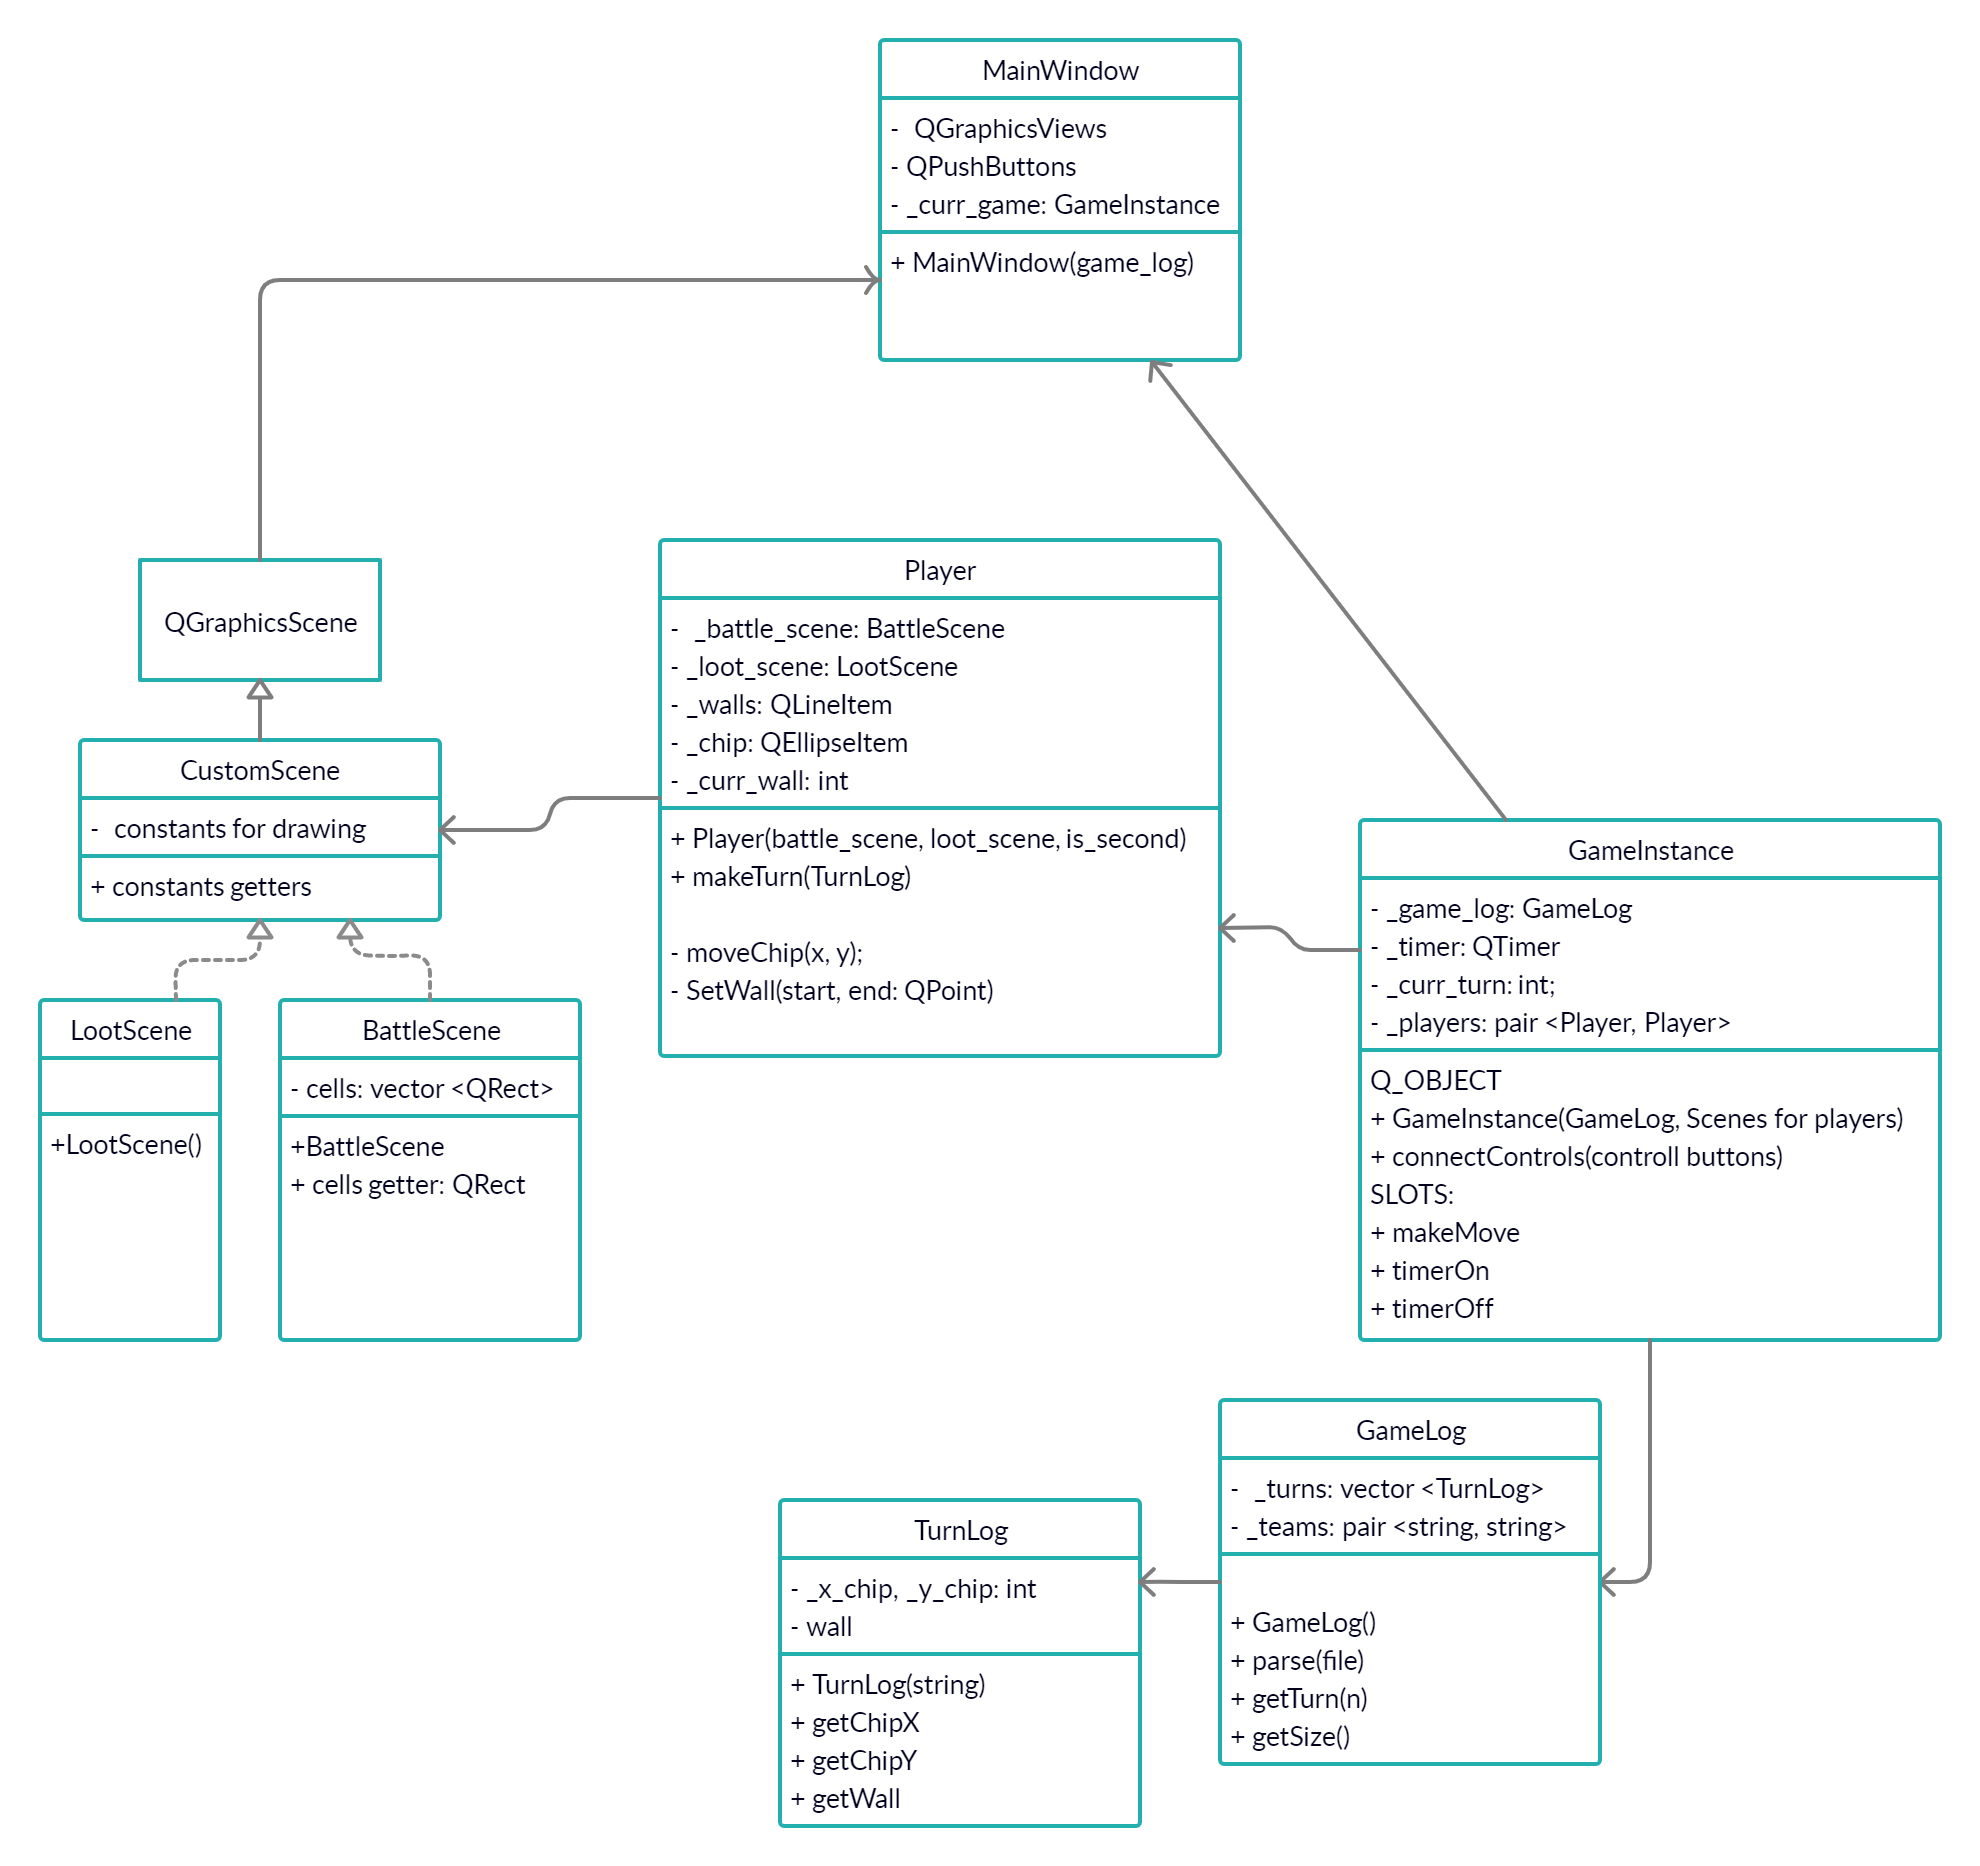 MainWindow
-  QGraphicsViews
- QPushButtons
- _curr_game: GameInstance
+ MainWindow(game_log)
QGraphicsScene
CustomScene
-  constants for drawing
+ constants getters
LootScene
+LootScene()
BattleScene
- cells: vector <QRect>
+BattleScene
+ cells getter: QRect
Player
-  _battle_scene: BattleScene
- _loot_scene: LootScene
- _walls: QLineItem
- _chip: QEllipseItem
- _curr_wall: int
+ Player(battle_scene, loot_scene, is_second)
+ makeTurn(TurnLog)
- moveChip(x, y);
- SetWall(start, end: QPoint)
GameInstance
- _game_log: GameLog
- _timer: QTimer
- _curr_turn: int;
- _players: pair <Player, Player>
Q_OBJECT
+ GameInstance(GameLog, Scenes for players)
+ connectControls(controll buttons)
SLOTS:
+ makeMove
+ timerOn
+ timerOff
GameLog
-  _turns: vector <TurnLog>
- _teams: pair <string, string>
+ GameLog()
+ parse(file)
+ getTurn(n)
+ getSize()
TurnLog
- _x_chip, _y_chip: int
- wall
+ TurnLog(string)
+ getChipX
+ getChipY
+ getWall